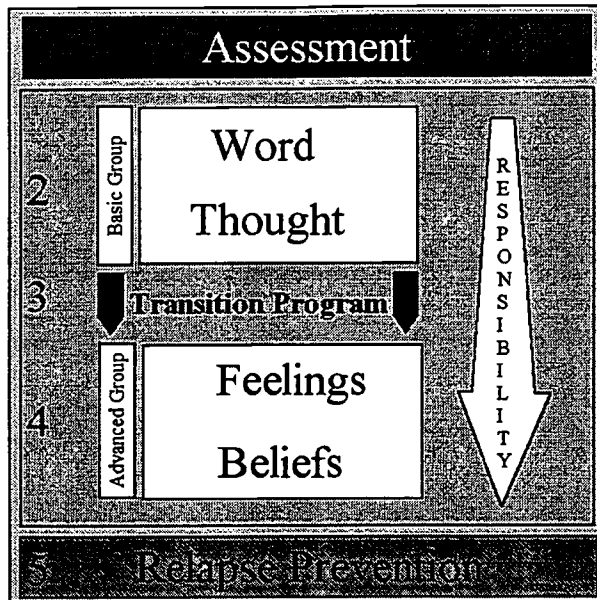 Assessment
2
Basic Group
Word
Thought
3
Transition Program
4
Advanced Group
Feelings
Beliefs
RESPONSIBILITY
5 Relapse Prevention